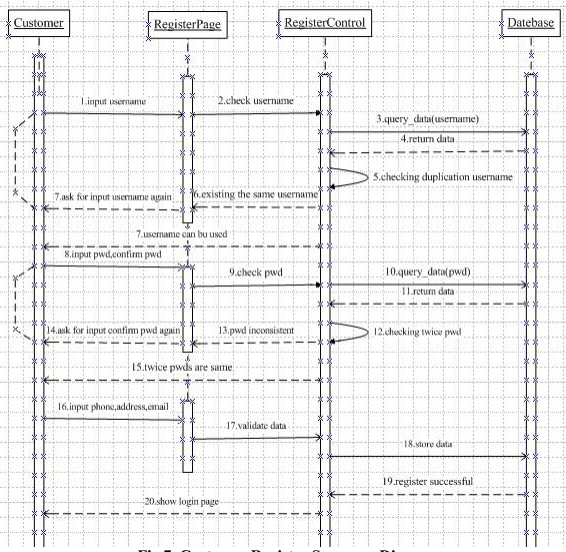 Customer
RegisterPage
RegisterControl
Datebase
1.input username
2.check username
3.query_data(username)
4.return data
5.checking duplication username
6.existing the same username
7.ask for input username again
7.username can bu used
8.input pwd,confirm pwd
9.check pwd
10.query_data(pwd)
11.return data
12.checking twice pwd
13.pwd inconsistent
14.ask for input confirm pwd again
15.twice pwds are same
16.input phone,address,email
17.validate data
18.store data
19.register successful
20.show login page